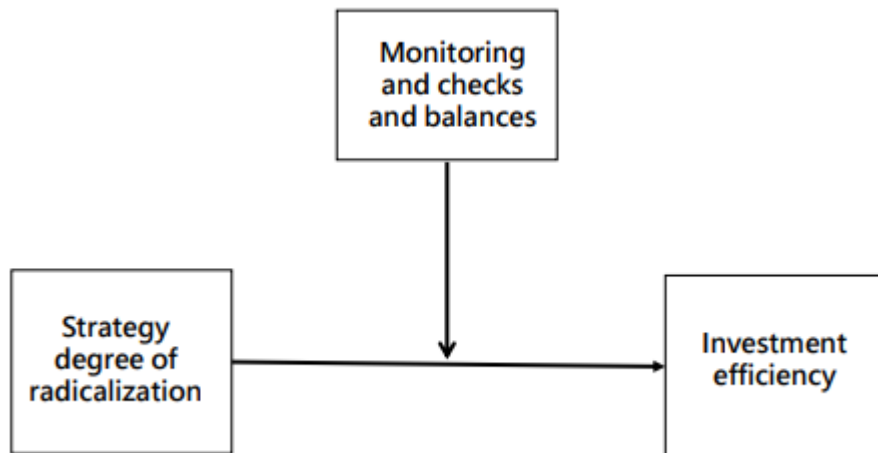 Monitoring
and checks
and balances
Strategy
degree of
radicalization
Investment
efficiency